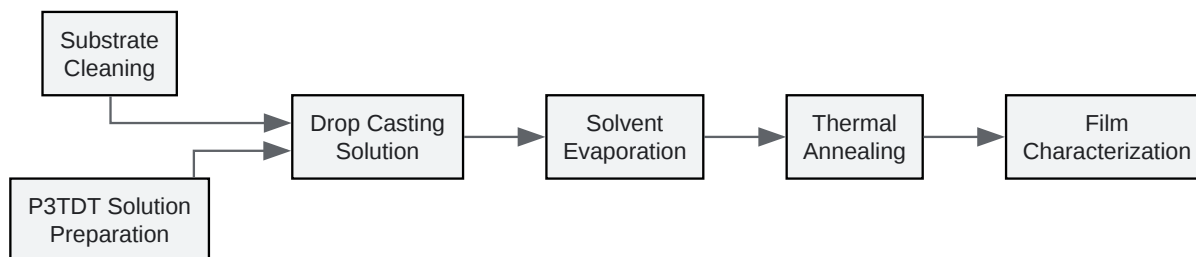 Substrate
Cleaning
P3TDT Solution
Preparation
Drop Casting
Solution
Solvent
Evaporation
Thermal
Annealing
Film
Characterization